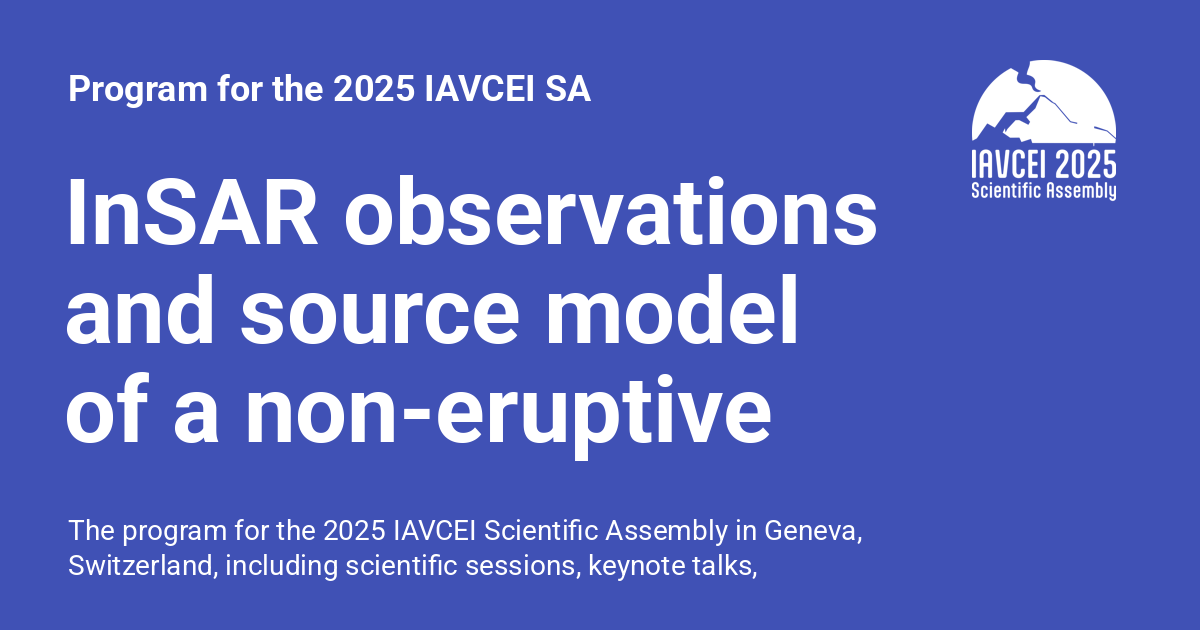 Program for the 2025 IAVCEI SA
IAVCEI 2025
Scientific Assembly
InSAR observations
and source model
of a non-eruptive
The program for the 2025 IAVCEI Scientific Assembly in Geneva,
Switzerland, including scientific sessions, keynote talks,